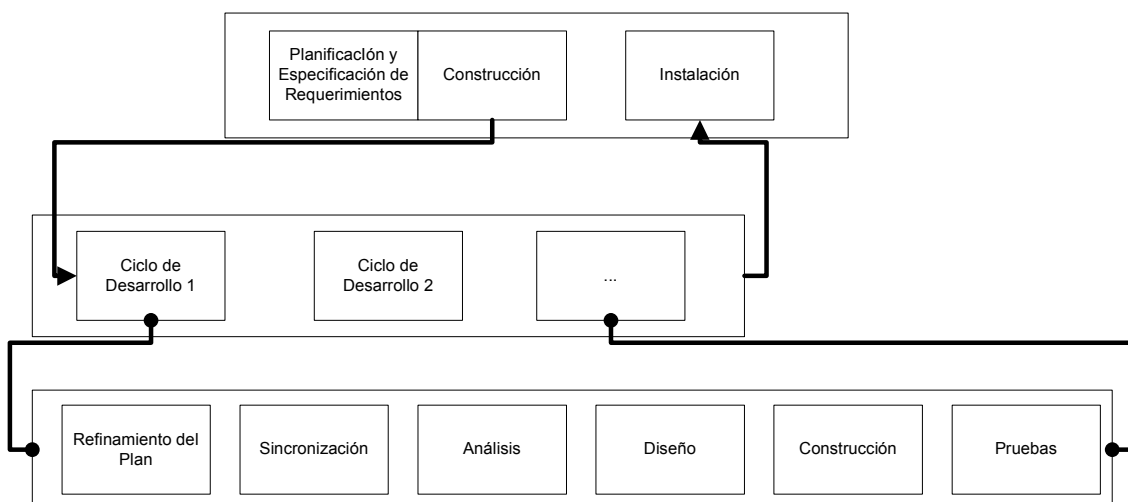 Planificación y
Especificación de
Requerimientos
Construcción
Instalación
Ciclo de
Desarrollo 1
Ciclo de
Desarrollo 2
...
Refinamiento del
Plan
Sincronización
Análisis
Diseño
Construcción
Pruebas